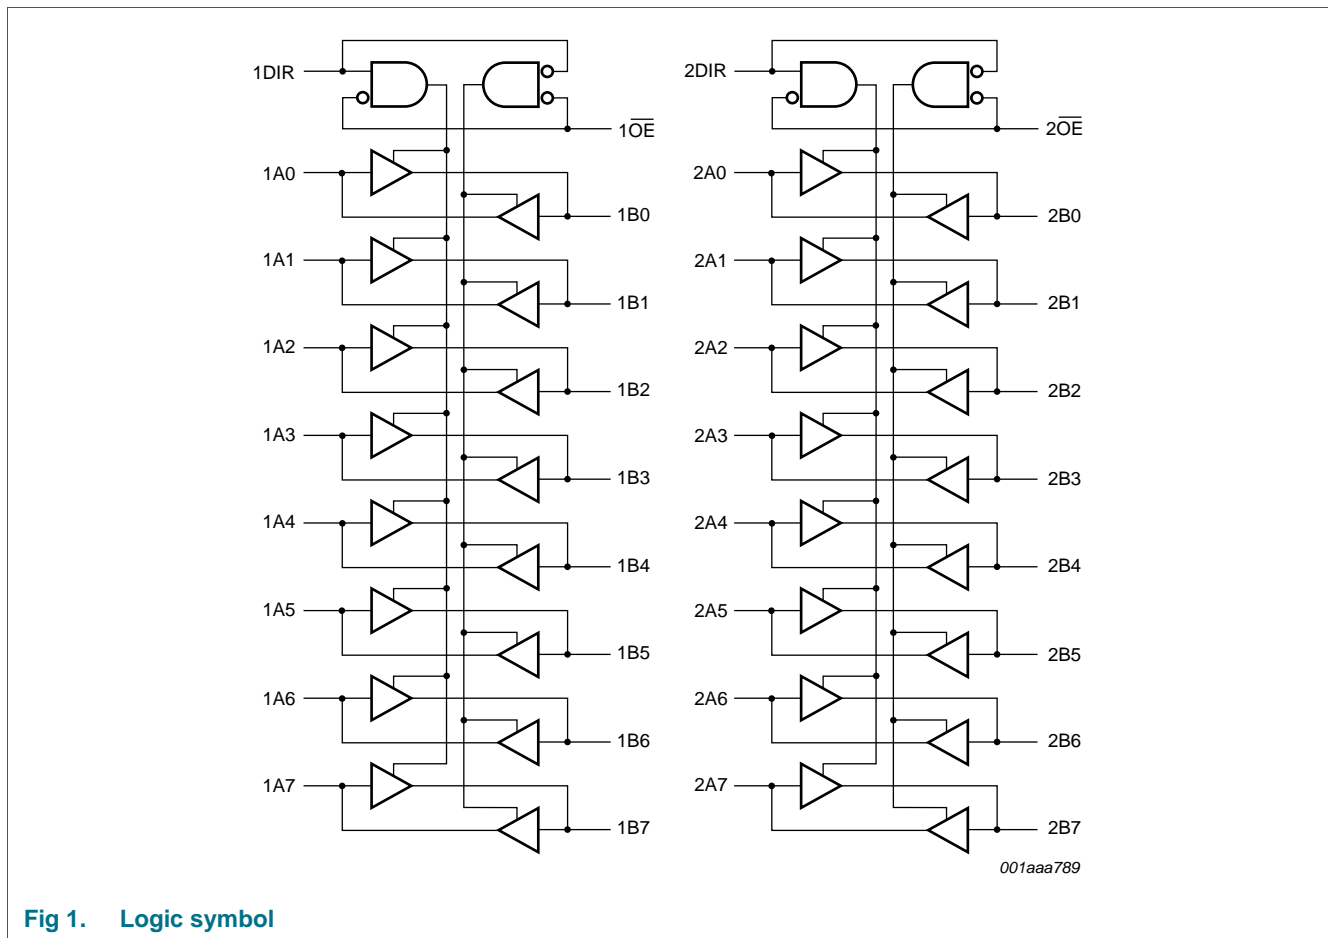 1DIR
1O̅E̅
1A0
1B0
1A1
1B1
1A2
1B2
1A3
1B3
1A4
1B4
1A5
1B5
1A6
1B6
1A7
1B7
2DIR
2O̅E̅
2A0
2B0
2A1
2B1
2A2
2B2
2A3
2B3
2A4
2B4
2A5
2B5
2A6
2B6
2A7
2B7
001aaa789
Fig 1. Logic symbol